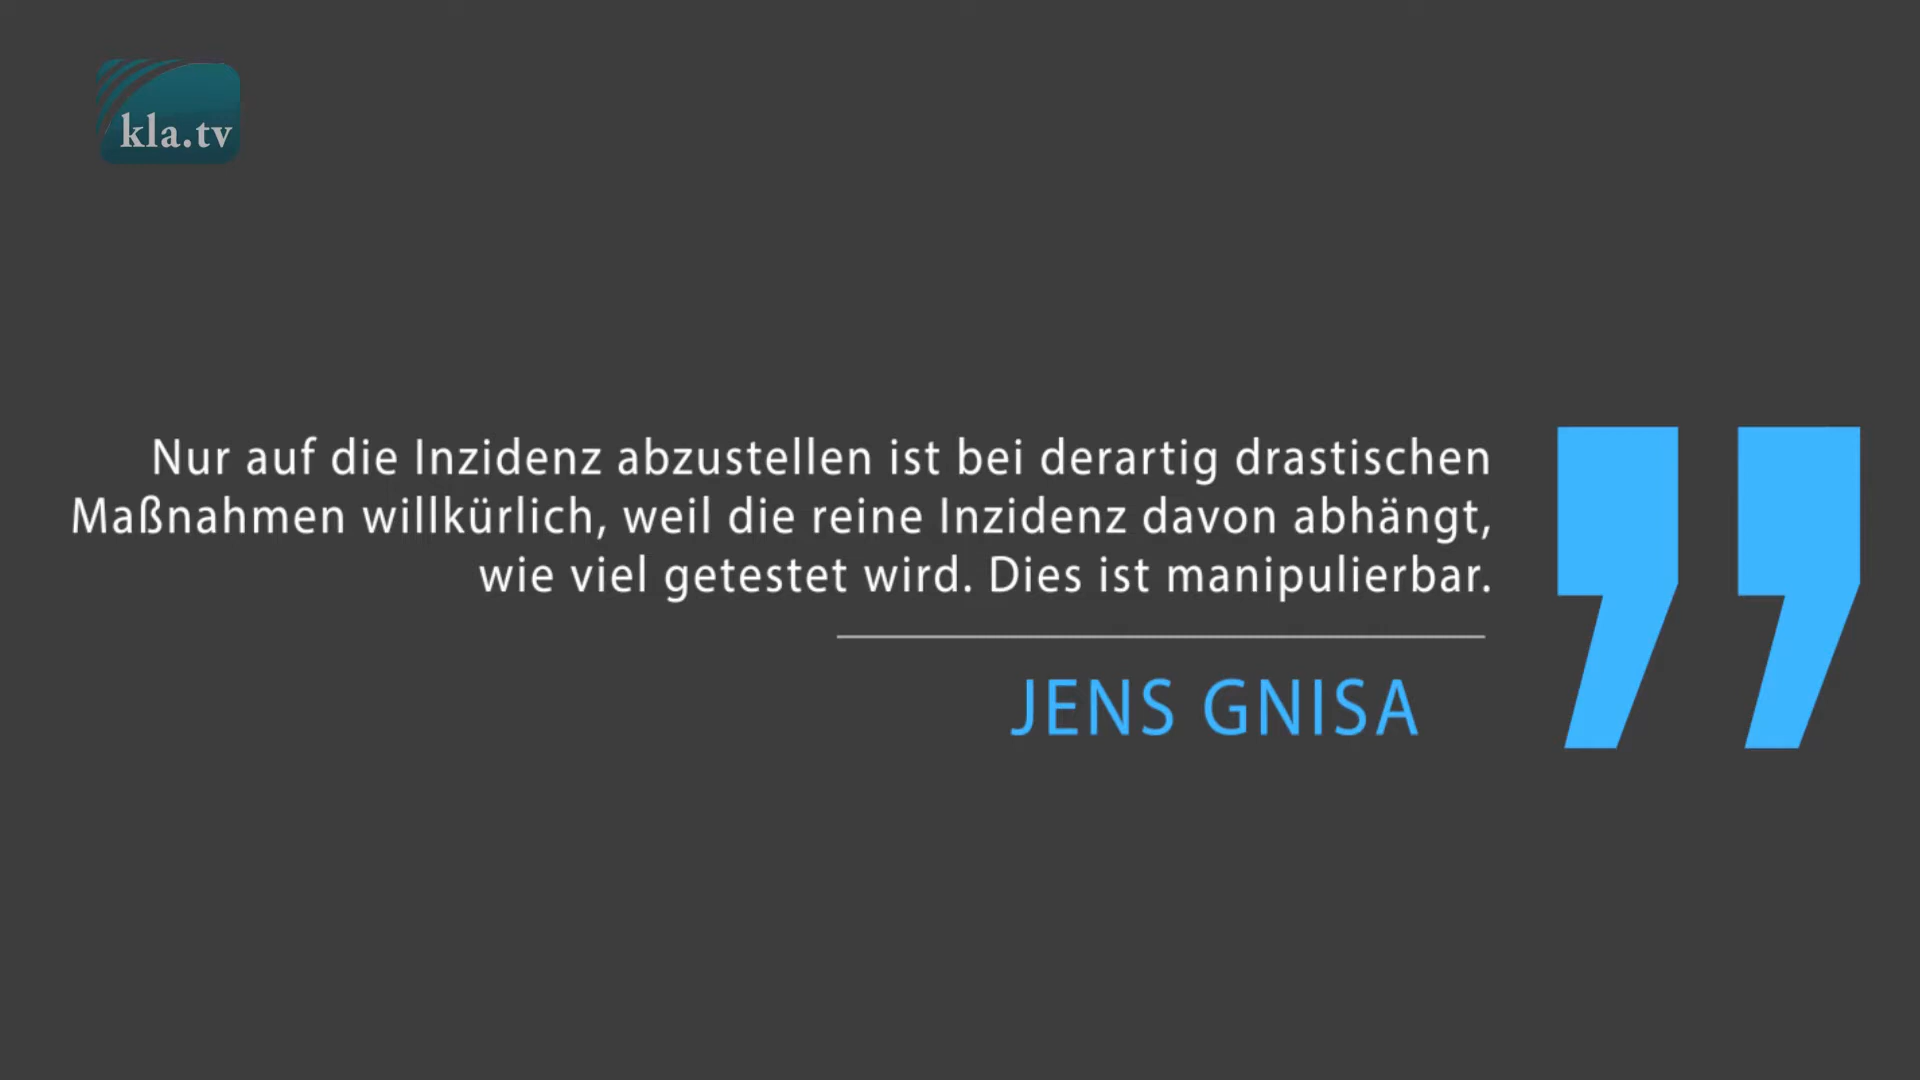 kla.tv
Nur auf die Inzidenz abzustellen ist bei derartig drastischen
Maßnahmen willkürlich, weil die reine Inzidenz davon abhängt,
wie viel getestet wird. Dies ist manipulierbar.
JENS GNISA